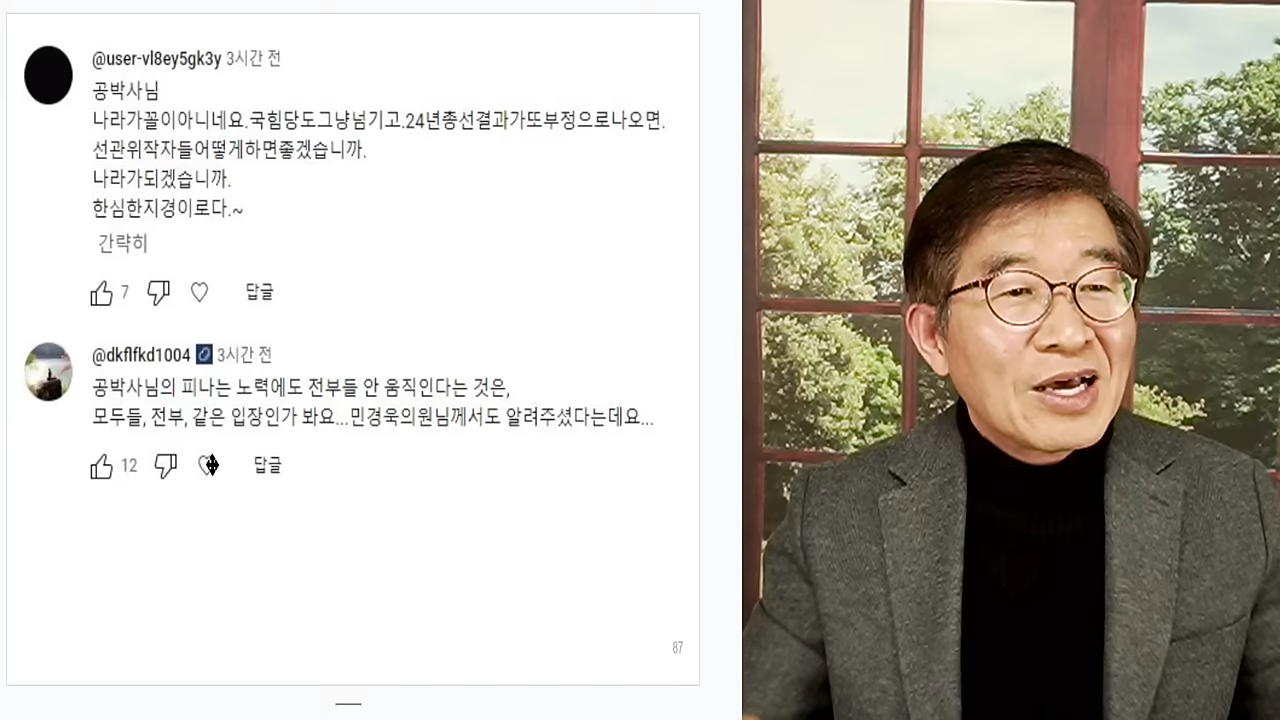 @user-vl8ey5gk3y 3시간 전
공박사님
나라가꼴이아니네요.국힘당도그냥넘기고.24년총선결과가또부정으로나오면.
선관위작자들어떻게하면좋겠습니까.
나라가되겠습니까.
한심한지경이로다.~
간략히
7 답글
@dkflfkd1004 3시간 전
공박사님의 피나는 노력에도 전부들 안 움직인다는 것은,
모두들, 전부, 같은 입장인가 봐요...민경욱의원님께서도 알려주셨다는데요...
12 답글
87